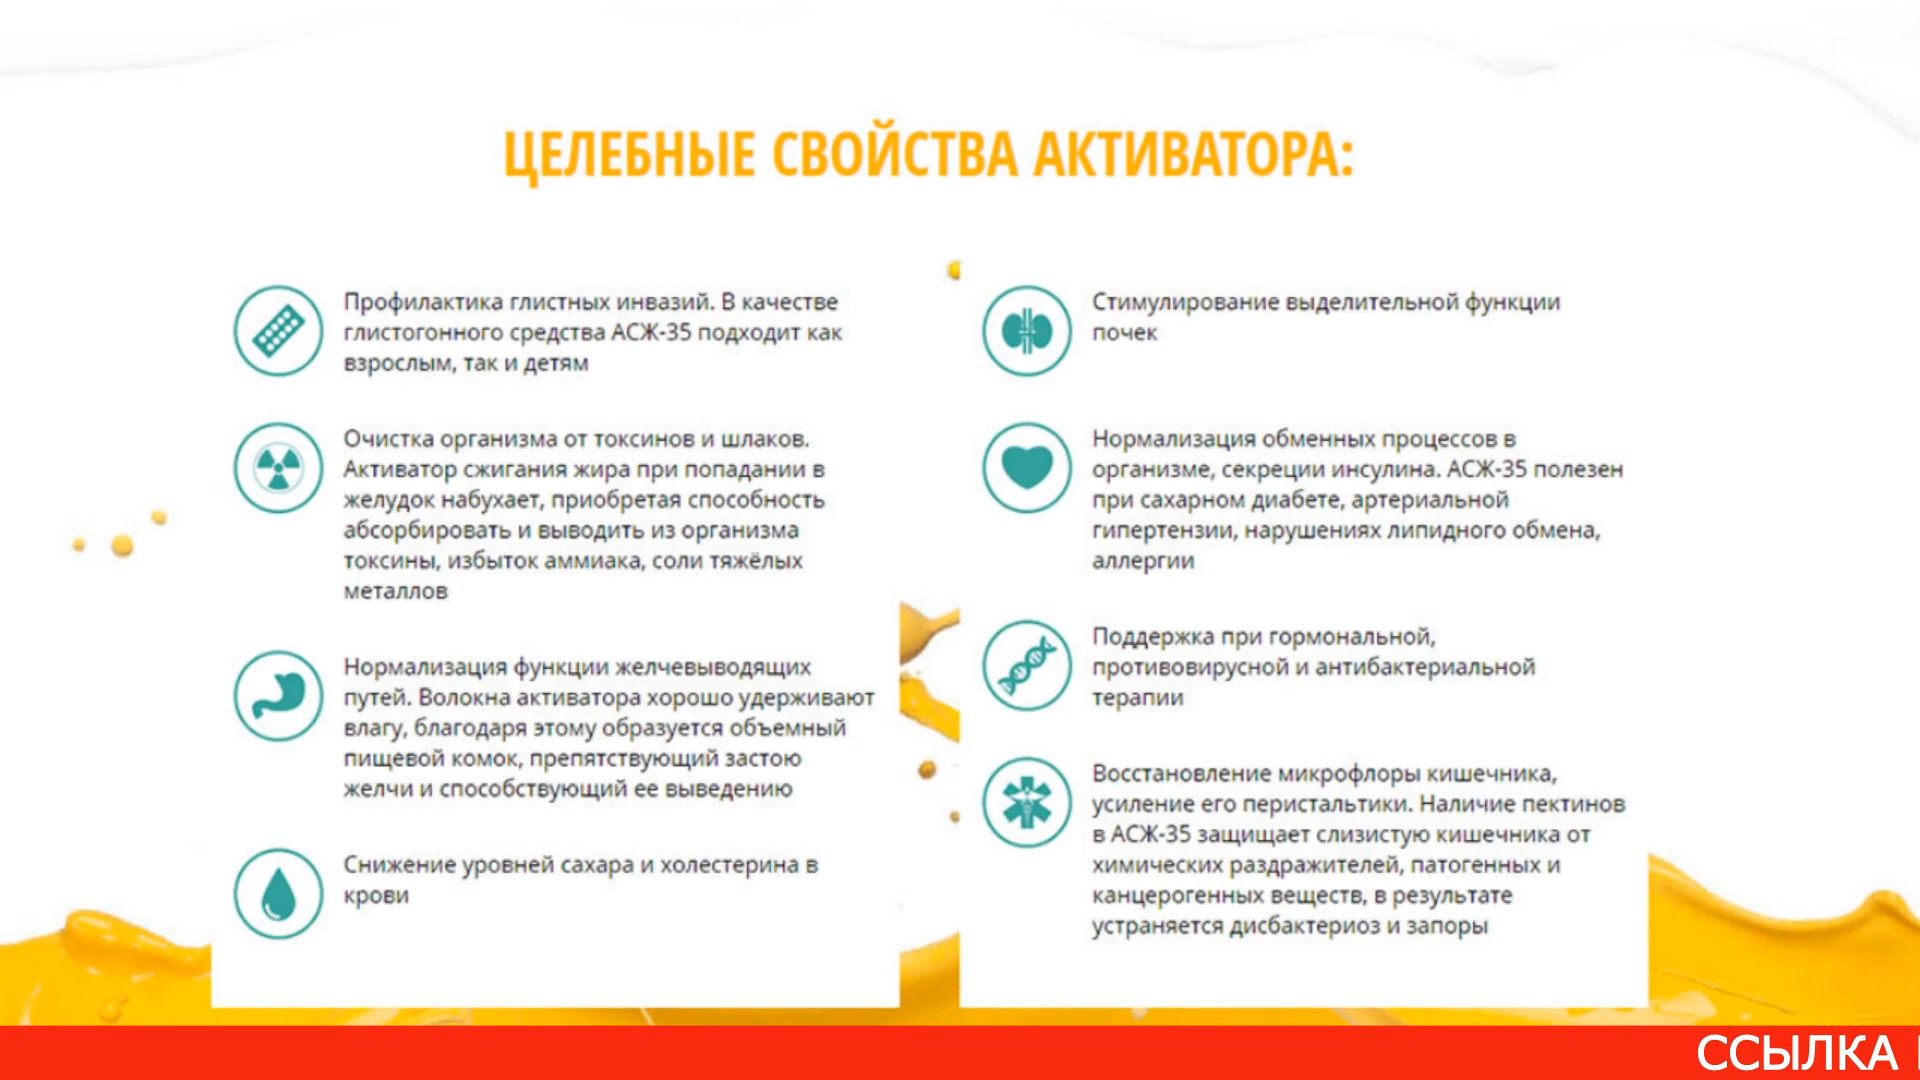 ЦЕЛЕБНЫЕ СВОЙСТВА АКТИВАТОРА:
Профилактика глистных инвазий. В качестве
глистогонного средства АСЖ-35 подходит как
взрослым, так и детям
Очистка организма от токсинов и шлаков.
Активатор сжигания жира при попадании в
желудок набухает, приобретая способность
абсорбировать и выводить из организма
токсины, избыток аммиака, соли тяжёлых
металлов
Нормализация функции желчевыводящих
путей. Волокна активатора хорошо удерживают
влагу, благодаря этому образуется объемный
пищевой комок, препятствующий застою
желчи и способствующий ее выведению
Снижение уровней сахара и холестерина в
крови
Стимулирование выделительной функции
почек
Нормализация обменных процессов в
организме, секреции инсулина. АСЖ-35 полезен
при сахарном диабете, артериальной
гипертензии, нарушениях липидного обмена,
аллергии
Поддержка при гормональной,
противовирусной и антибактериальной
терапии
Восстановление микрофлоры кишечника,
усиление его перистальтики. Наличие пектинов
в АСЖ-35 защищает слизистую кишечника от
химических раздражителей, патогенных и
канцерогенных веществ, в результате
устраняется дисбактериоз и запоры
ССЫЛКА